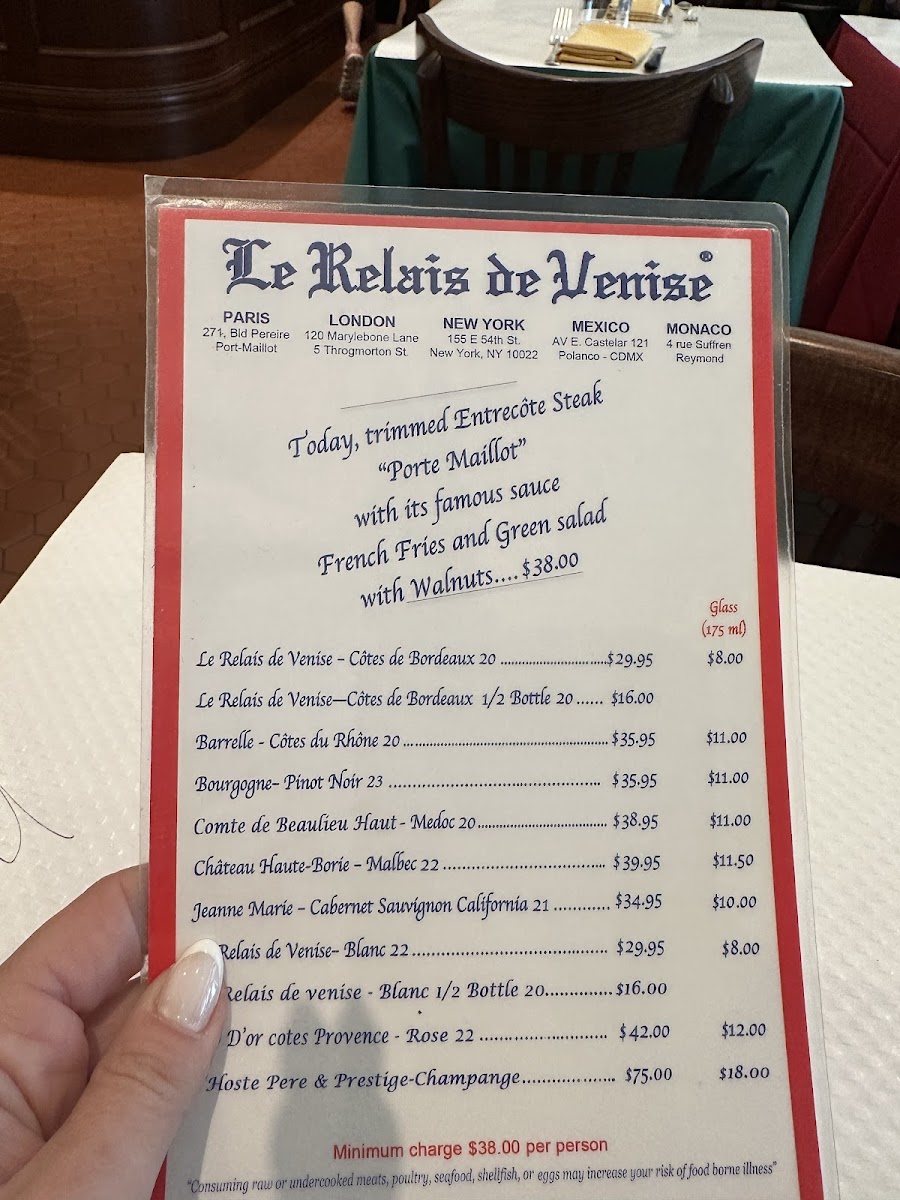 Le Relais de Venise®
PARIS
271, Bld Pereire
Port-Maillot
LONDON
120 Marylebone Lane
5 Throgmorton St.
NEW YORK
155 E 54th St.
New York, NY 10022
MEXICO
AV E. Castelar 121
Polanco - CDMX
MONACO
4 rue Suffren
Reymond
Today, trimmed Entrecôte Steak
“Porte Maillot”
with its famous sauce
French Fries and Green salad
with Walnuts....$38.00
Glass
(175 ml)
Le Relais de Venise – Côtes de Bordeaux 20 ............................$29.95 $8.00
Le Relais de Venise—Côtes de Bordeaux 1/2 Bottle 20 ...... $16.00
Barrelle - Côtes du Rhône 20 ....................................................... $35.95 $11.00
Bourgogne– Pinot Noir 23 .......................................... $35.95 $11.00
Comte de Beaulieu Haut - Medoc 20.................................. $38.95 $11.00
Château Haute-Borie – Malbec 22 ................................ $39.95 $11.50
Jeanne Marie – Cabernet Sauvignon California 21 ............ $34.95 $10.00
Relais de Venise– Blanc 22 ...................................... $29.95 $8.00
Relais de venise - Blanc 1/2 Bottle 20............. $16.00
D'or cotes Provence - Rose 22 ........................... $42.00 $12.00
Hoste Pere & Prestige-Champange.................. $75.00 $18.00
Minimum charge $38.00 per person
“Consuming raw or undercooked meats, poultry, seafood, shellfish, or eggs may increase your risk of food borne illness”